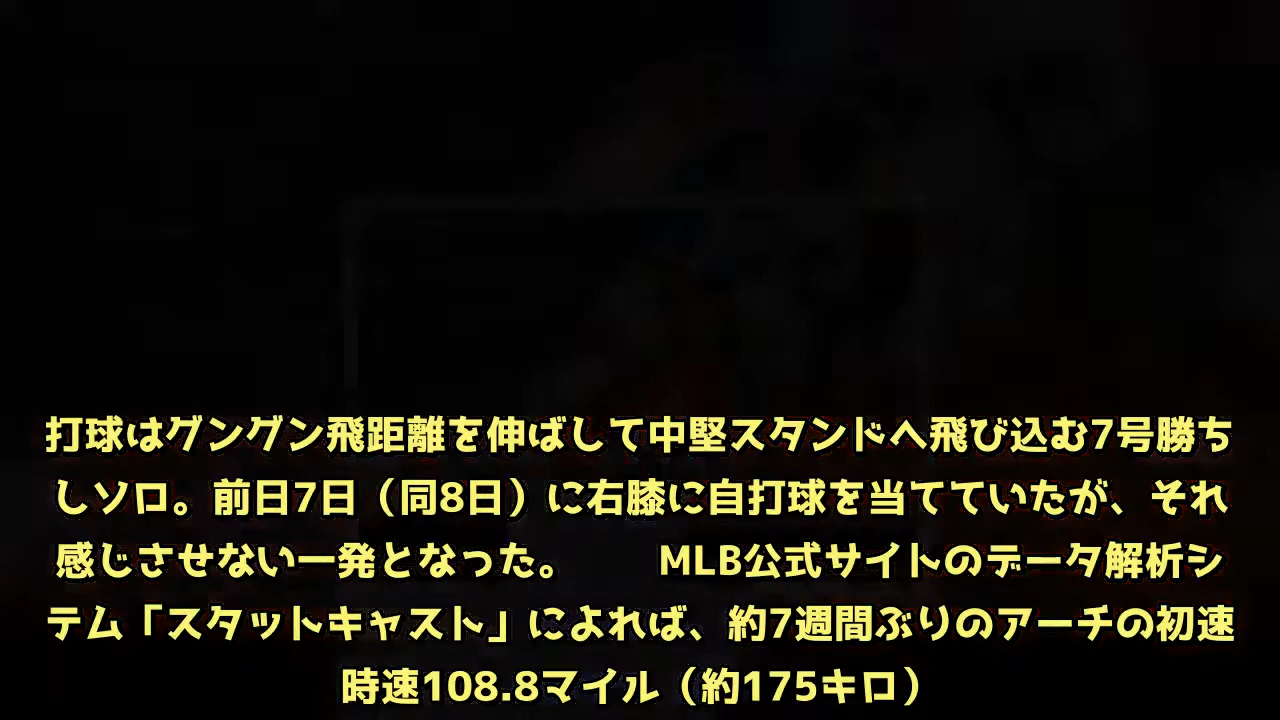 打球はグングン飛距離を伸ばして中堅スタンドへ飛び込む7号勝ち
しソロ。前日7日（同8日）に右膝に自打球を当てていたが、それ
感じさせない一発となった。　　MLB公式サイトのデータ解析シ
テム「スタットキャスト」によれば、約7週間ぶりのアーチの初速
時速108.8マイル（約175キロ）